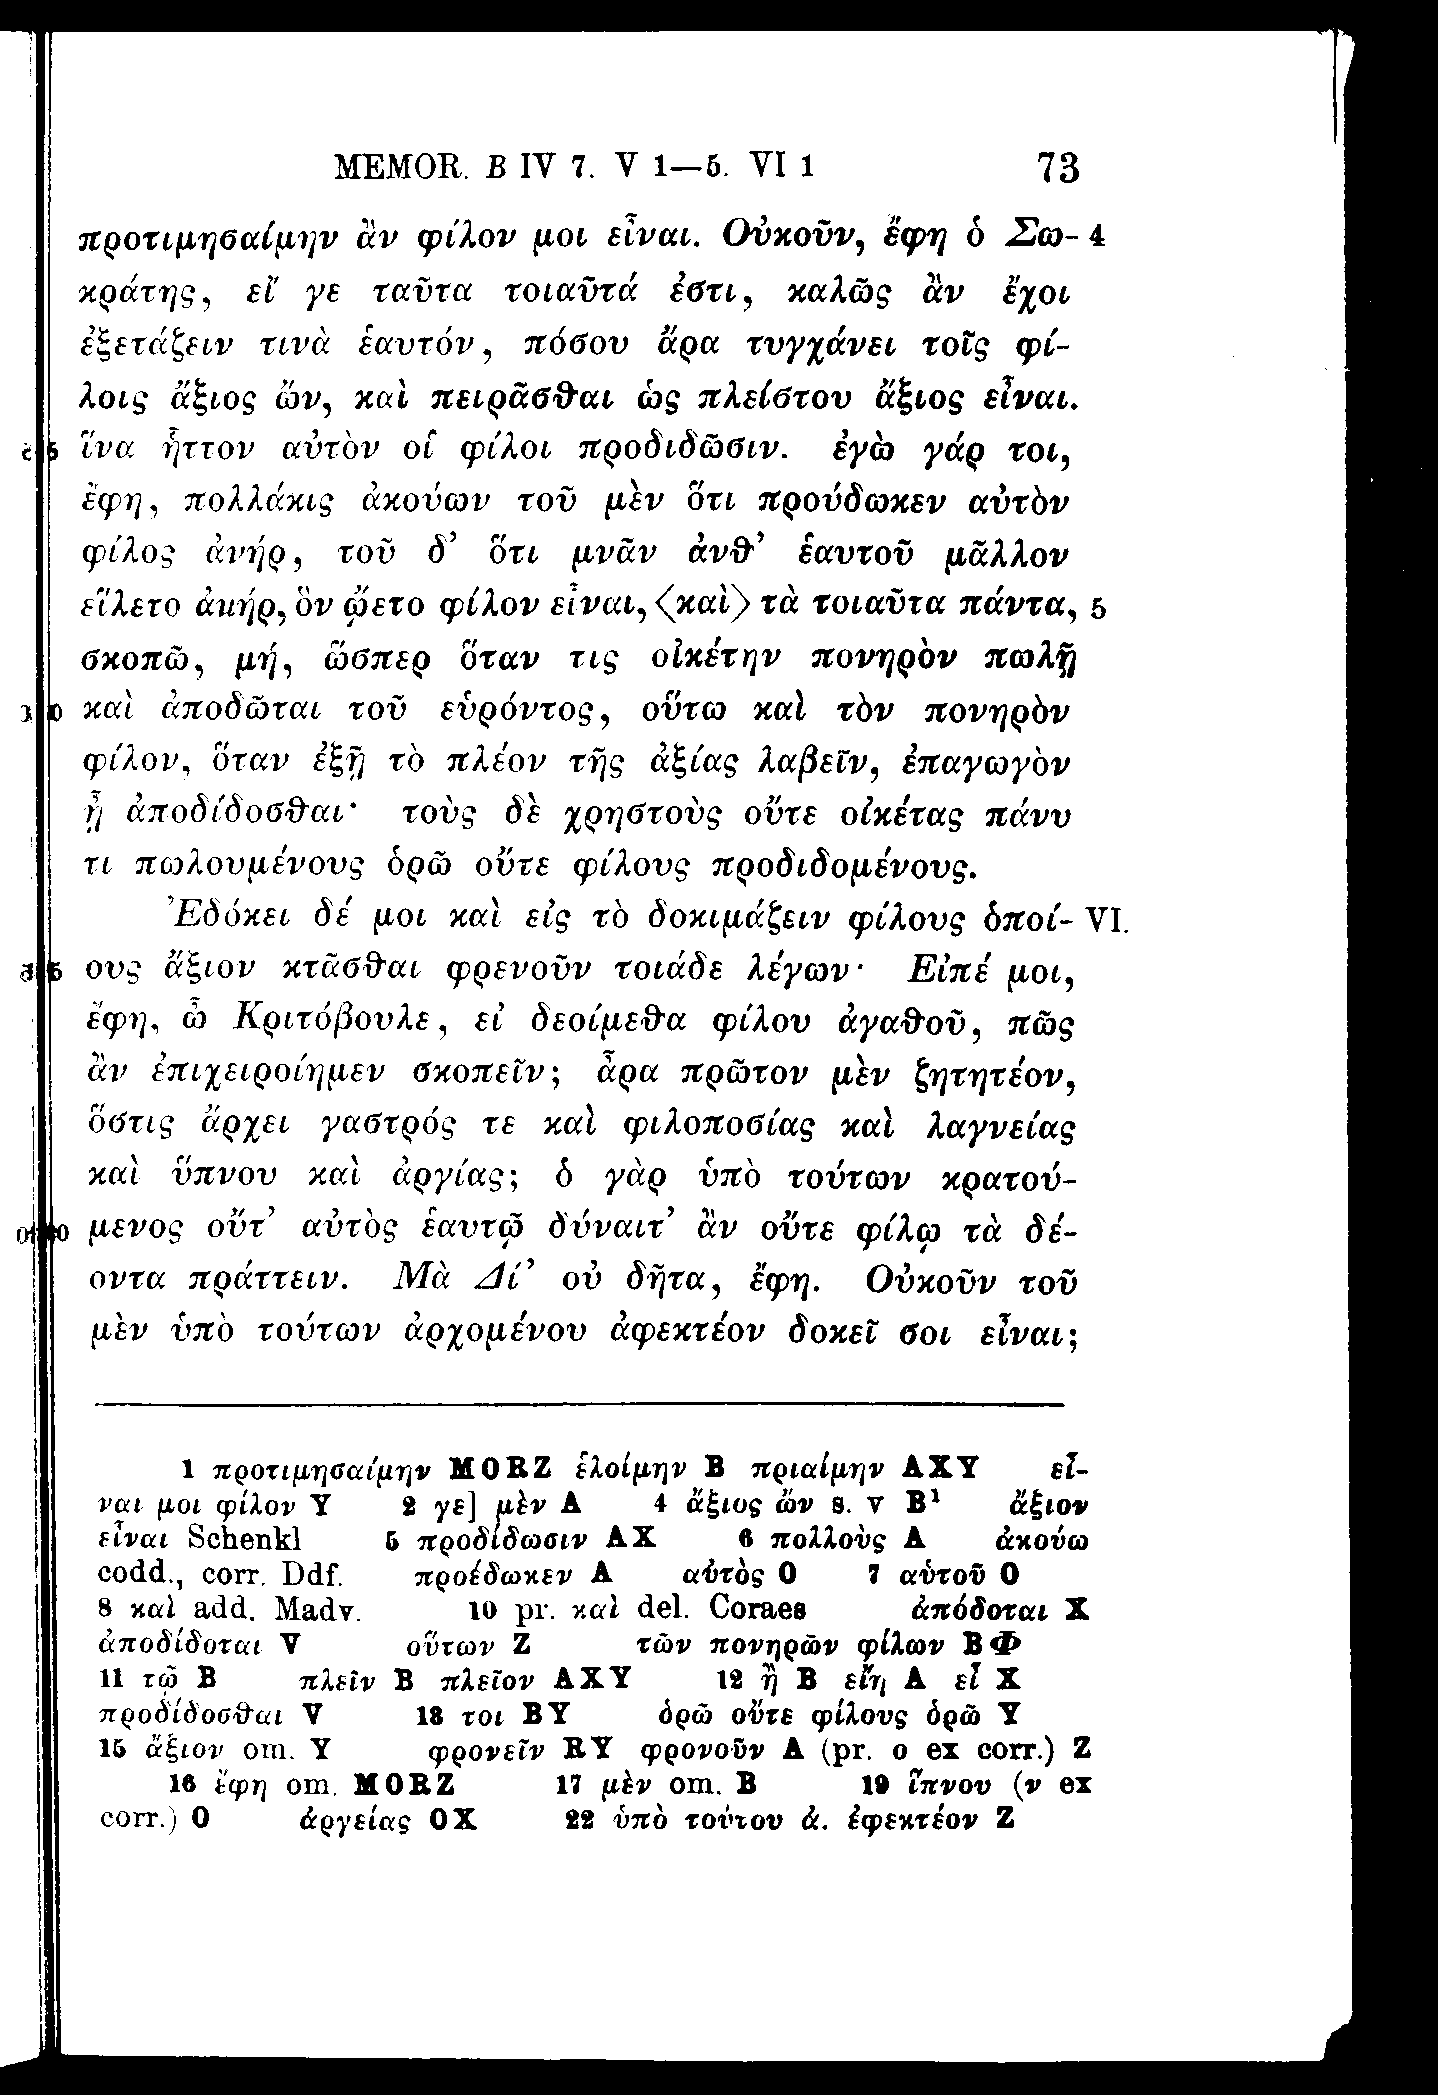 MEMOR. B IV 7. V 1—5. VI 1 73
προτιμησαίμην ἂν φίλον μοι εἶναι. Οὐκοῦν, ἔφη ὁ Σω- 4
κράτης, εἴ γε ταῦτα τοιαῦτά ἐστι, καλῶς ἂν ἔχοι
ἐξετάζειν τινὰ ἑαυτόν, πόσου ἄρα τυγχάνει τοῖς φί-
λοις ἄξιος ὤν, καὶ πειρᾶσθαι ὡς πλείστου ἄξιος εἶναι.
5 ἵνα ἧττον αὐτὸν οἱ φίλοι προδιδῶσιν. ἐγὼ γάρ τοι,
ἔφη, πολλάκις ἀκούων τοῦ μὲν ὅτι προύδωκεν αὐτὸν
φίλος ἀνήρ, τοῦ δ’ ὅτι μνᾶν ἀνθ’ ἑαυτοῦ μᾶλλον
εἵλετο ἀνήρ, ὃν ᾤετο φίλον εἶναι, 〈καὶ〉 τὰ τοιαῦτα πάντα, 5
σκοπῶ, μή, ὥσπερ ὅταν τις οἰκέτην πονηρὸν πωλῇ
0 καὶ ἀποδῶται τοῦ εὑρόντος, οὕτω καὶ τὸν πονηρὸν
φίλον, ὅταν ἐξῇ τὸ πλέον τῆς ἀξίας λαβεῖν, ἐπαγωγὸν
ᾖ ἀποδίδοσθαι· τοὺς δὲ χρηστοὺς οὔτε οἰκέτας πάνυ
τι πωλουμένους ὁρῶ οὔτε φίλους προδιδομένους.
Ἐδόκει δέ μοι καὶ εἰς τὸ δοκιμάζειν φίλους ὁποί- VI.
5 ους ἄξιον κτᾶσθαι φρενοῦν τοιάδε λέγων· Εἰπέ μοι,
ἔφη, ὦ Κριτόβουλε, εἰ δεοίμεθα φίλου ἀγαθοῦ, πῶς
ἂν ἐπιχειροίημεν σκοπεῖν; ἆρα πρῶτον μὲν ζητητέον,
ὅστις ἄρχει γαστρός τε καὶ φιλοποσίας καὶ λαγνείας
καὶ ὕπνου καὶ ἀργίας; ὁ γὰρ ὑπὸ τούτων κρατού-
0 μενος οὔτ’ αὐτὸς ἑαυτῷ δύναιτ’ ἂν οὔτε φίλῳ τὰ δέ-
οντα πράττειν. Μὰ Δί’ οὐ δῆτα, ἔφη. Οὐκοῦν τοῦ
μὲν ὑπὸ τούτων ἀρχομένου ἀφεκτέον δοκεῖ σοι εἶναι;
1 προτιμησαίμην MORZ ἑλοίμην B πριαίμην AXY εἶ-
ναι μοι φίλον Y 2 γε] μὲν A 4 ἄξιος ὤν s. v B¹ ἄξιον
εἶναι Schenkl 5 προδίδωσιν AX 6 πολλοὺς A ἀκούω
codd., corr. Ddf. προέδωκεν A αὐτὸς O 7 αὑτοῦ O
8 καὶ add. Madv. 10 pr. καὶ del. Coraes ἀπόδοται X
ἀποδίδοται V οὕτων Z τῶν πονηρῶν φίλων BΦ
11 τῷ B πλεῖν B πλεῖον AXY 12 ἢ B εἴη A εἶ X
προδίδοσθαι V 13 τοι BY ὁρῶ οὔτε φίλους ὁρῶ Y
15 ἄξιον om. Y φρονεῖν RY φρονοῦν A (pr. ο ex corr.) Z
16 ἔφη om. MORZ 17 μὲν om. B 19 ἵπνου (ν ex
corr.) O ἀργείας OX 22 ὑπὸ τούτου ἀ. ἐφεκτέον Z